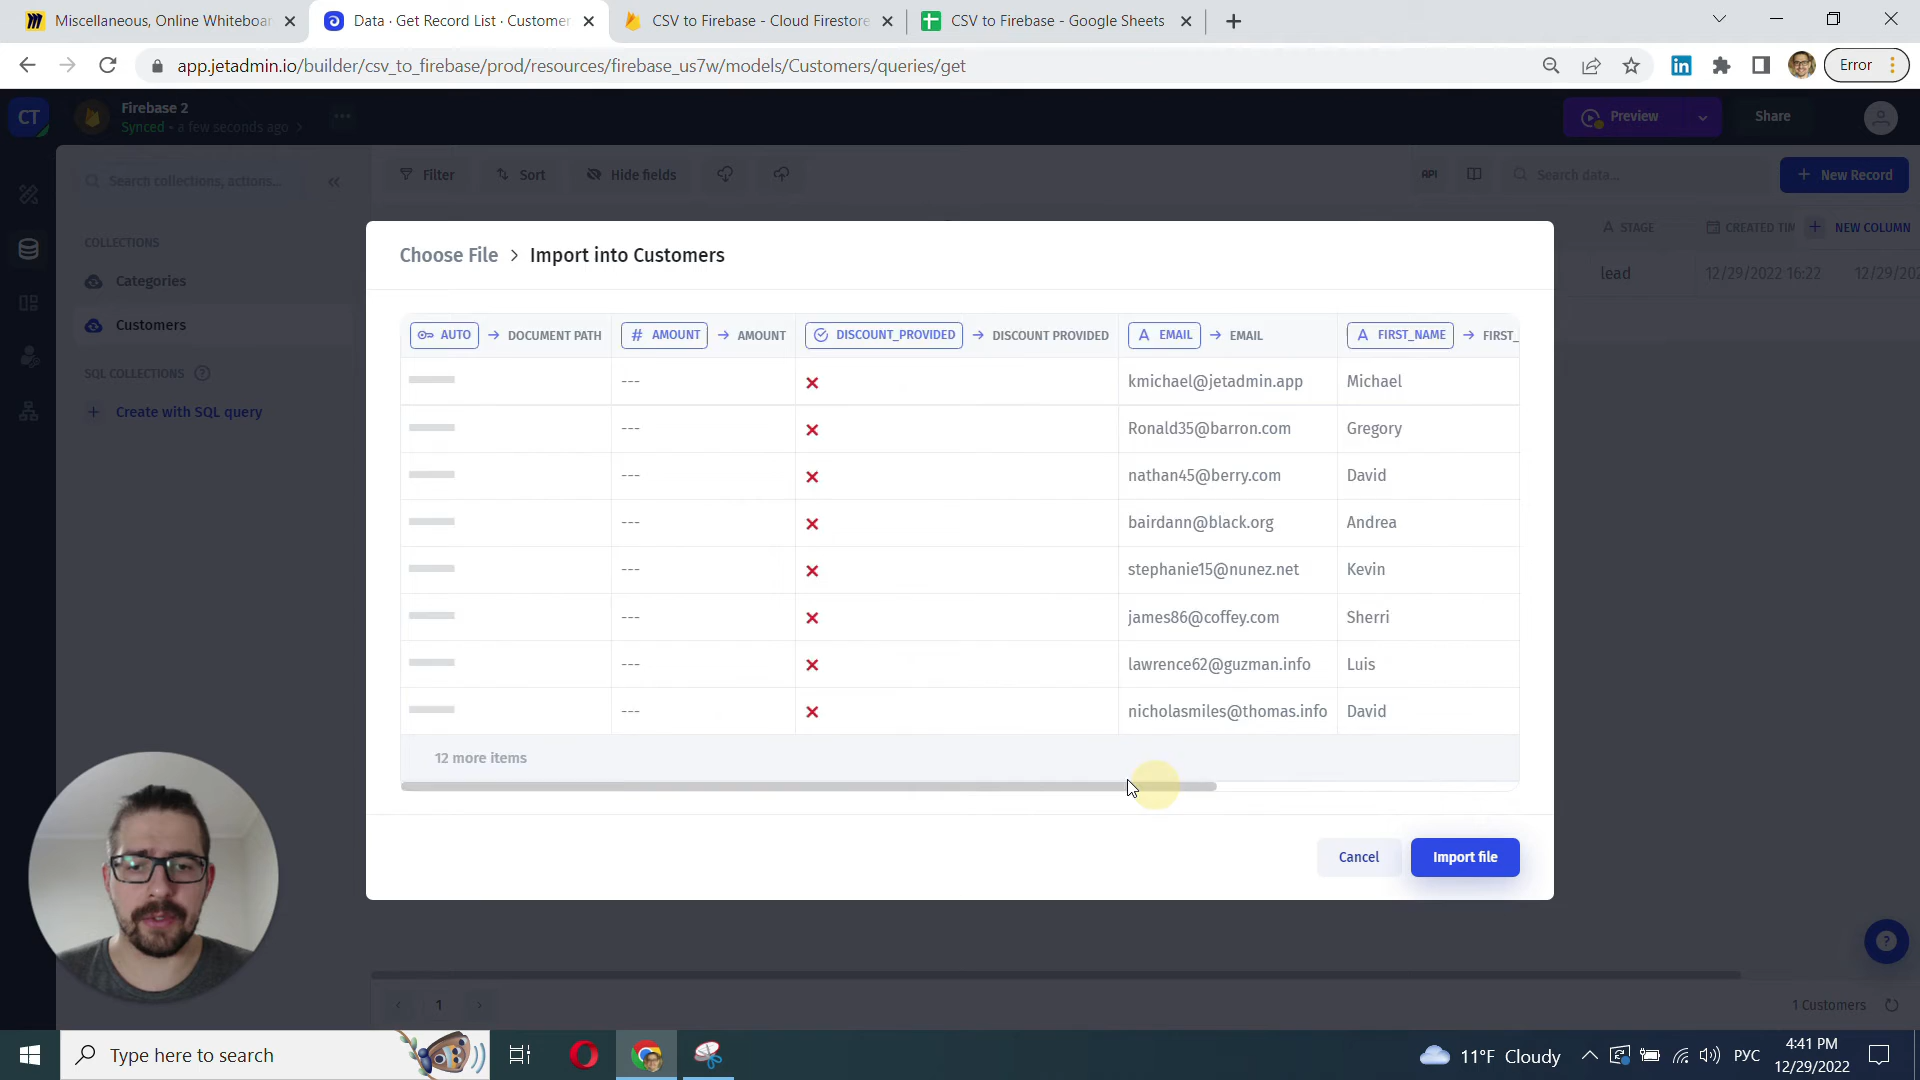 Miscellaneous, Online Whiteboar
Data · Get Record List · Customer
CSV to Firebase - Cloud Firestore
CSV to Firebase - Google Sheets
app.jetadmin.io/builder/csv_to_firebase/prod/resources/firebase_us7w/models/Customers/queries/get
Error
CT
Firebase 2
Synced • a few seconds ago
Preview
Share
Search collections, actions...
Filter
Sort
Hide fields
API
Search data...
New Record
COLLECTIONS
STAGE
CREATED TIM
NEW COLUMN
Categories
lead
12/29/2022 16:22
12/29/202
Customers
SQL COLLECTIONS
Create with SQL query
Choose File > Import into Customers
AUTO → DOCUMENT PATH
# AMOUNT → AMOUNT
DISCOUNT_PROVIDED → DISCOUNT PROVIDED
A EMAIL → EMAIL
A FIRST_NAME → FIRST_
--- kmichael@jetadmin.app Michael
--- Ronald35@barron.com Gregory
--- nathan45@berry.com David
--- bairdann@black.org Andrea
--- stephanie15@nunez.net Kevin
--- james86@coffey.com Sherri
--- lawrence62@guzman.info Luis
--- nicholasmiles@thomas.info David
12 more items
Cancel
Import file
1
1 Customers
Type here to search
11°F Cloudy
РУС
4:41 PM
12/29/2022